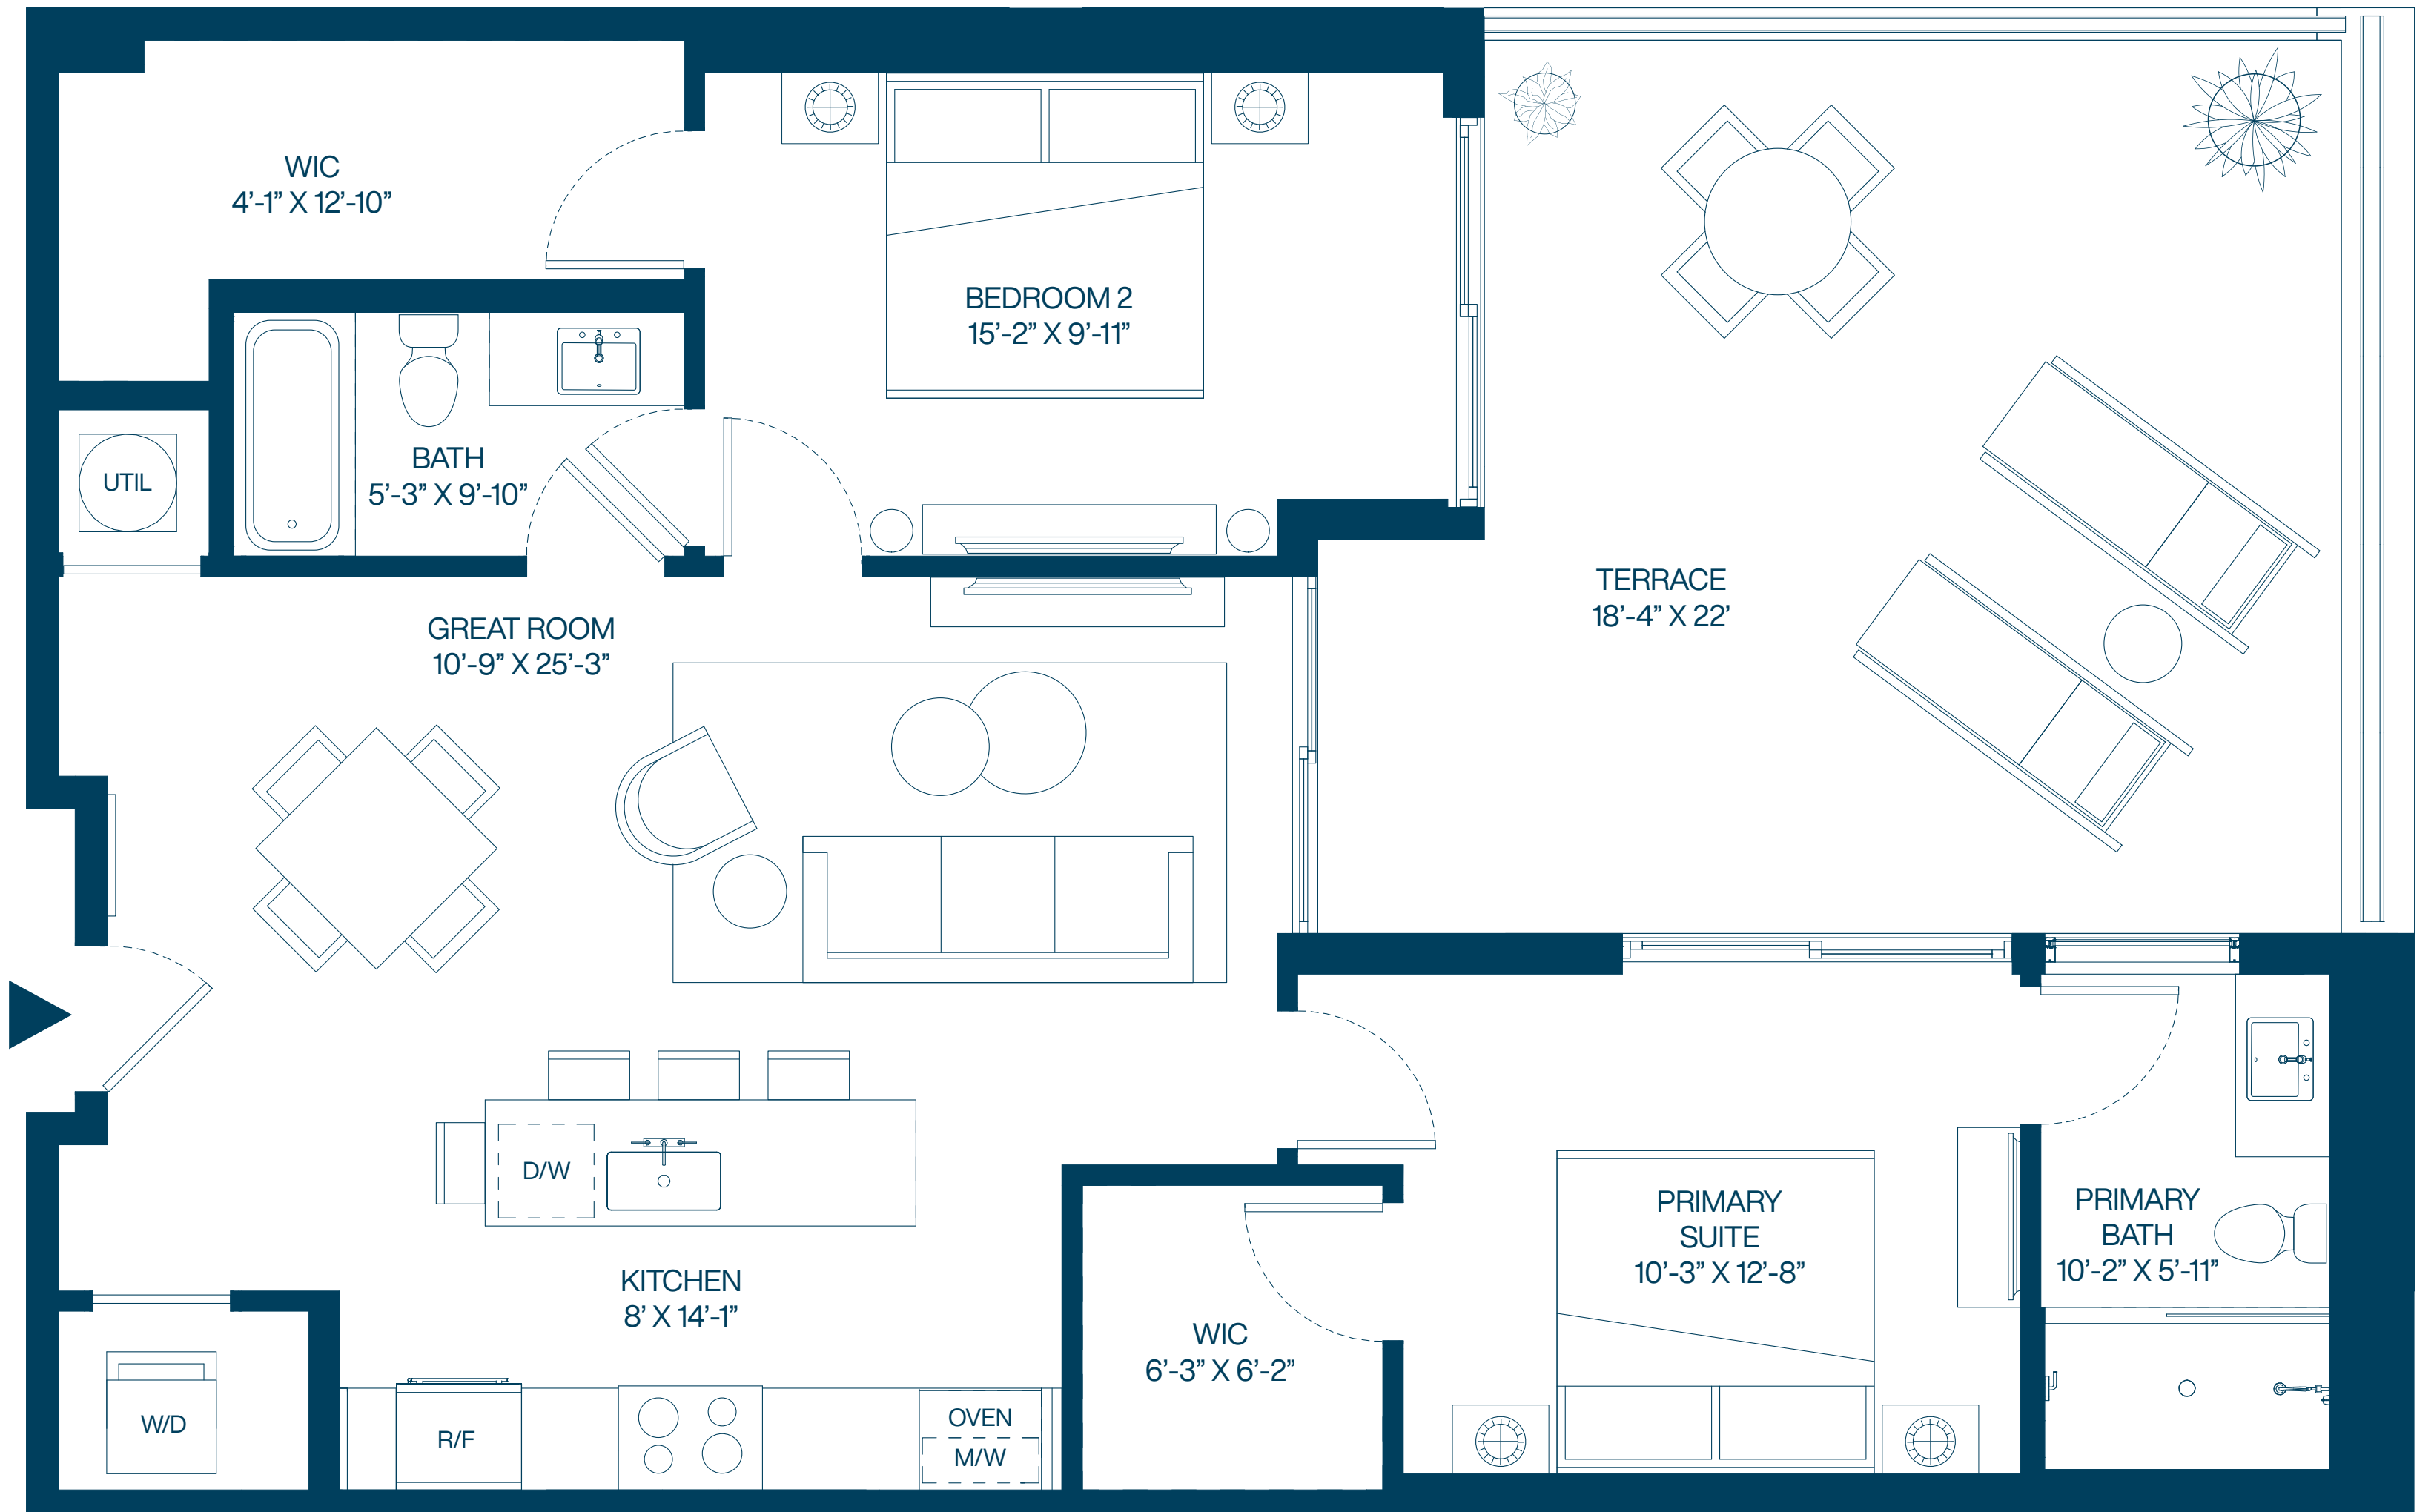 WIC
4’-1” X 12’-10”
BEDROOM 2
15’-2” X 9’-11”
BATH
5’-3” X 9’-10”
UTIL
TERRACE
18’-4” X 22’
GREAT ROOM
10’-9” X 25’-3”
D/W
KITCHEN
8’ X 14’-1”
PRIMARY
SUITE
10’-3” X 12’-8”
PRIMARY
BATH
10’-2” X 5’-11”
WIC
6’-3” X 6’-2”
W/D
R/F
OVEN
M/W